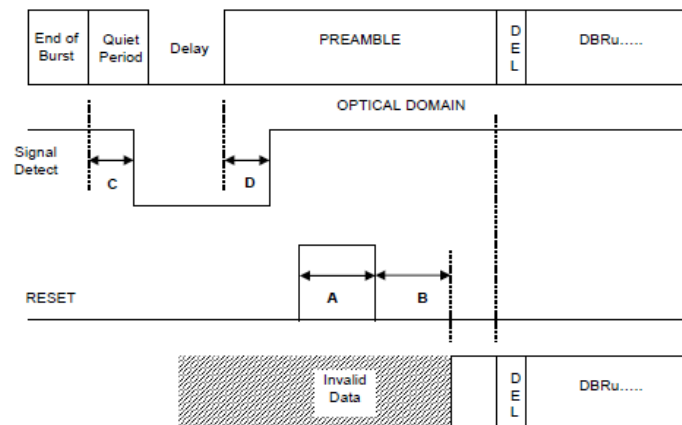 End of
Burst
Quiet
Period
Delay
PREAMBLE
D
E
L
DBRu.....
OPTICAL DOMAIN
Signal
Detect
C
D
RESET
A
B
Invalid
Data
D
E
L
DBRu.....